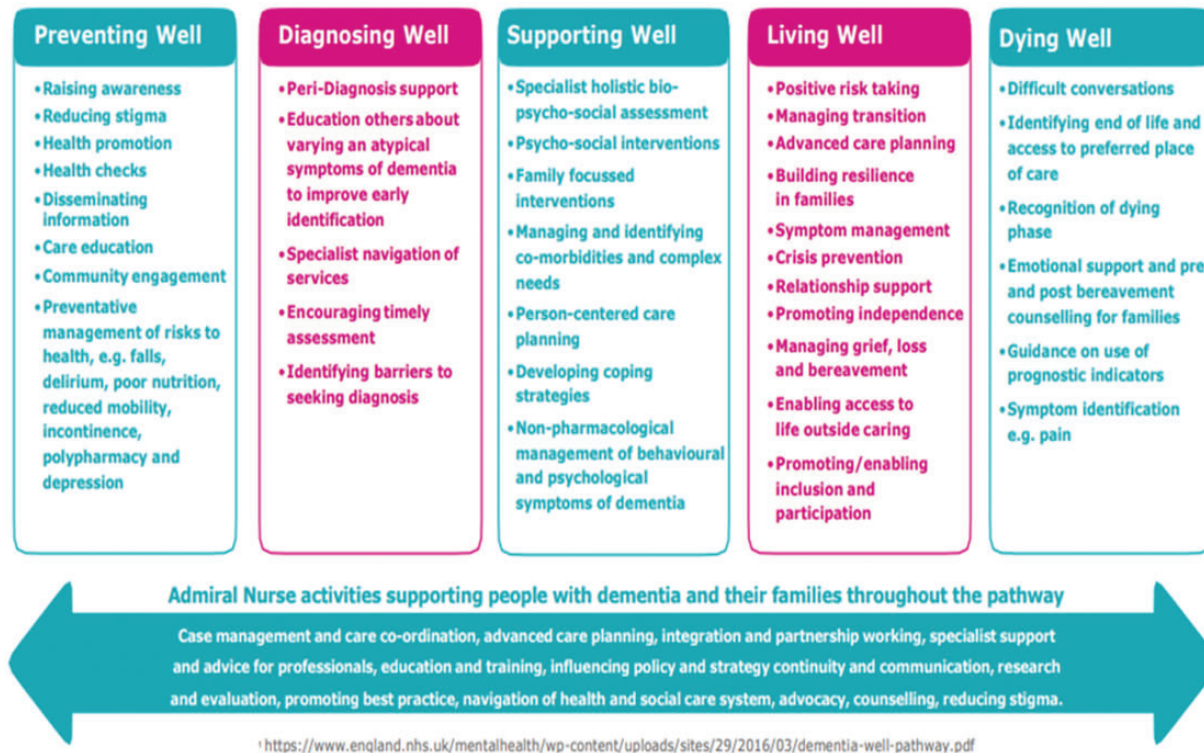 Preventing Well
• Raising awareness
• Reducing stigma
• Health promotion
• Health checks
• Disseminating
information
• Care education
• Community engagement
• Preventative
management of risks to
health, e.g. falls,
delirium, poor nutrition,
reduced mobility,
incontinence,
polypharmacy and
depression
Diagnosing Well
• Peri-Diagnosis support
• Education others about
varying an atypical
symptoms of dementia
to improve early
identification
• Specialist navigation of
services
• Encouraging timely
assessment
• Identifying barriers to
seeking diagnosis
Supporting Well
• Specialist holistic bio-
psycho-social assessment
• Psycho-social interventions
• Family focussed
interventions
• Managing and identifying
co-morbidities and complex
needs
• Person-centered care
planning
• Developing coping
strategies
• Non-pharmacological
management of behavioural
and psychological
symptoms of dementia
Living Well
• Positive risk taking
• Managing transition
• Advanced care planning
• Building resilience
in families
• Symptom management
• Crisis prevention
• Relationship support
• Promoting independence
• Managing grief, loss
and bereavement
• Enabling access to
life outside caring
• Promoting/enabling
inclusion and
participation
Dying Well
• Difficult conversations
• Identifying end of life and
access to preferred place
of care
• Recognition of dying
phase
• Emotional support and pre
and post bereavement
counselling for families
• Guidance on use of
prognostic indicators
• Symptom identification
e.g. pain
Admiral Nurse activities supporting people with dementia and their families throughout the pathway
Case management and care co-ordination, advanced care planning, integration and partnership working, specialist support
and advice for professionals, education and training, influencing policy and strategy continuity and communication, research
and evaluation, promoting best practice, navigation of health and social care system, advocacy, counselling, reducing stigma.
¹ https://www.england.nhs.uk/mentalhealth/wp-content/uploads/sites/29/2016/03/dementia-well-pathway.pdf